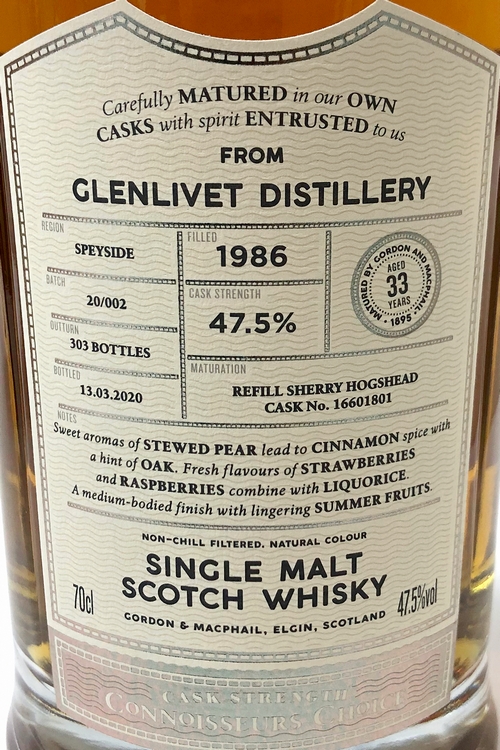 Carefully MATURED in our OWN
CASKS with spirit ENTRUSTED to us
FROM
GLENLIVET DISTILLERY
REGION
SPEYSIDE
BATCH
20/002
OUTTURN
303 BOTTLES
BOTTLED
13.03.2020
FILLED
1986
CASK STRENGTH
47.5%
MATURATION
REFILL SHERRY HOGSHEAD
CASK No. 16601801
MATURED BY GORDON AND MACPHAIL
AGED
33
YEARS
• 1895 •
NOTES
Sweet aromas of STEWED PEAR lead to CINNAMON spice with
a hint of OAK. Fresh flavours of STRAWBERRIES
and RASPBERRIES combine with LIQUORICE.
A medium-bodied finish with lingering SUMMER FRUITS.
NON-CHILL FILTERED. NATURAL COLOUR
SINGLE MALT
SCOTCH WHISKY
70cl
47.5%vol
GORDON & MACPHAIL, ELGIN, SCOTLAND
CASK STRENGTH
CONNOISSEURS CHOICE